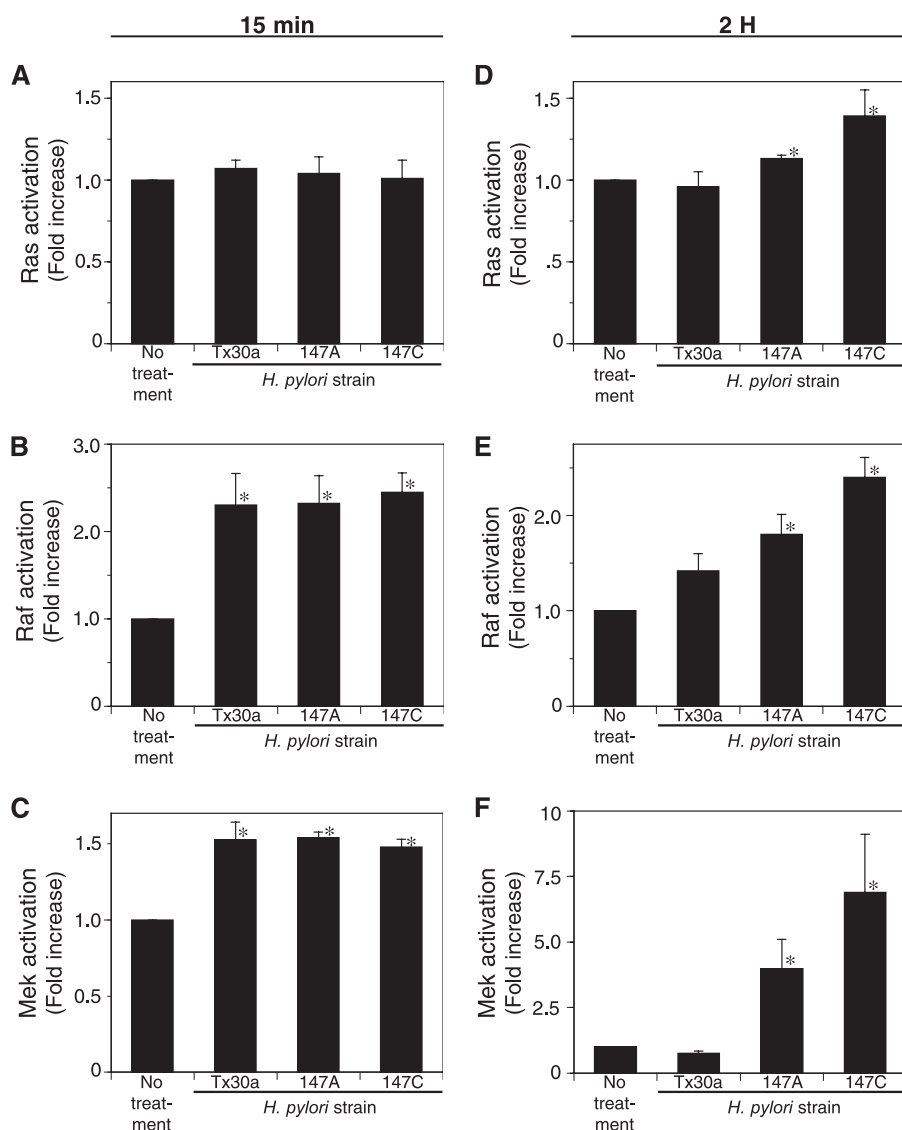 15 min
2 H
A
Ras activation
(Fold increase)
1.5
1.0
0.5
0
No
treat-
ment
Tx30a
147A
147C
H. pylori strain
D
Ras activation
(Fold increase)
1.5
1.0
.5
0
*
*
No
treat-
ment
Tx30a
147A
147C
H. pylori strain
B
Raf activation
(Fold increase)
3.0
2.0
1.0
0
*
*
*
No
treat-
ment
Tx30a
147A
147C
H. pylori strain
E
Raf activation
(Fold increase)
2.0
1.0
0
*
*
No
treat-
ment
Tx30a
147A
147C
H. pylori strain
C
Mek activation
(Fold increase)
1.5
1.0
0.5
0
*
*
*
No
treat-
ment
Tx30a
147A
147C
H. pylori strain
F
Mek activation
(Fold increase)
10
7.5
5.0
2.5
0
*
*
No
treat-
ment
Tx30a
147A
147C
H. pylori strain